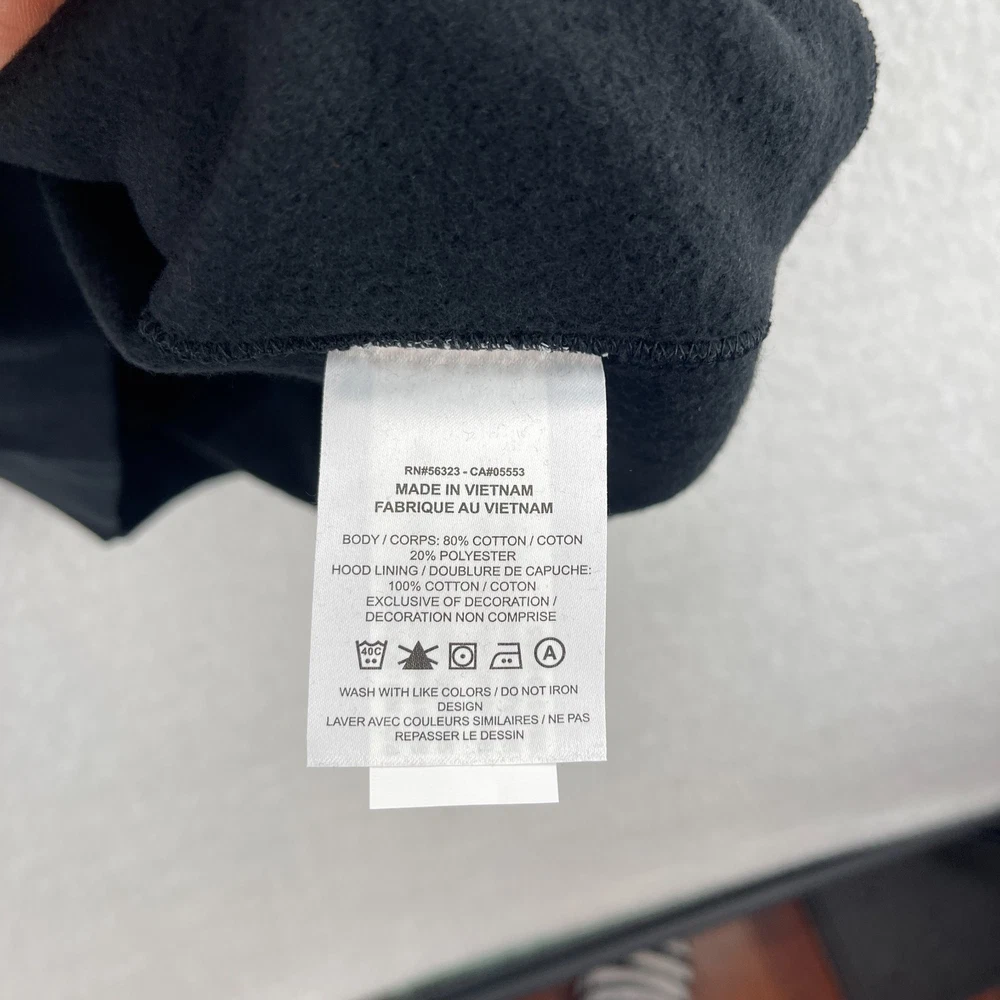 RN#56323 - CA#05553
MADE IN VIETNAM
FABRIQUE AU VIETNAM
BODY / CORPS: 80% COTTON / COTON
20% POLYESTER
HOOD LINING / DOUBLURE DE CAPUCHE:
100% COTTON / COTON
EXCLUSIVE OF DECORATION /
DECORATION NON COMPRISE
40C A
WASH WITH LIKE COLORS / DO NOT IRON
DESIGN
LAVER AVEC COULEURS SIMILAIRES / NE PAS
REPASSER LE DESSIN